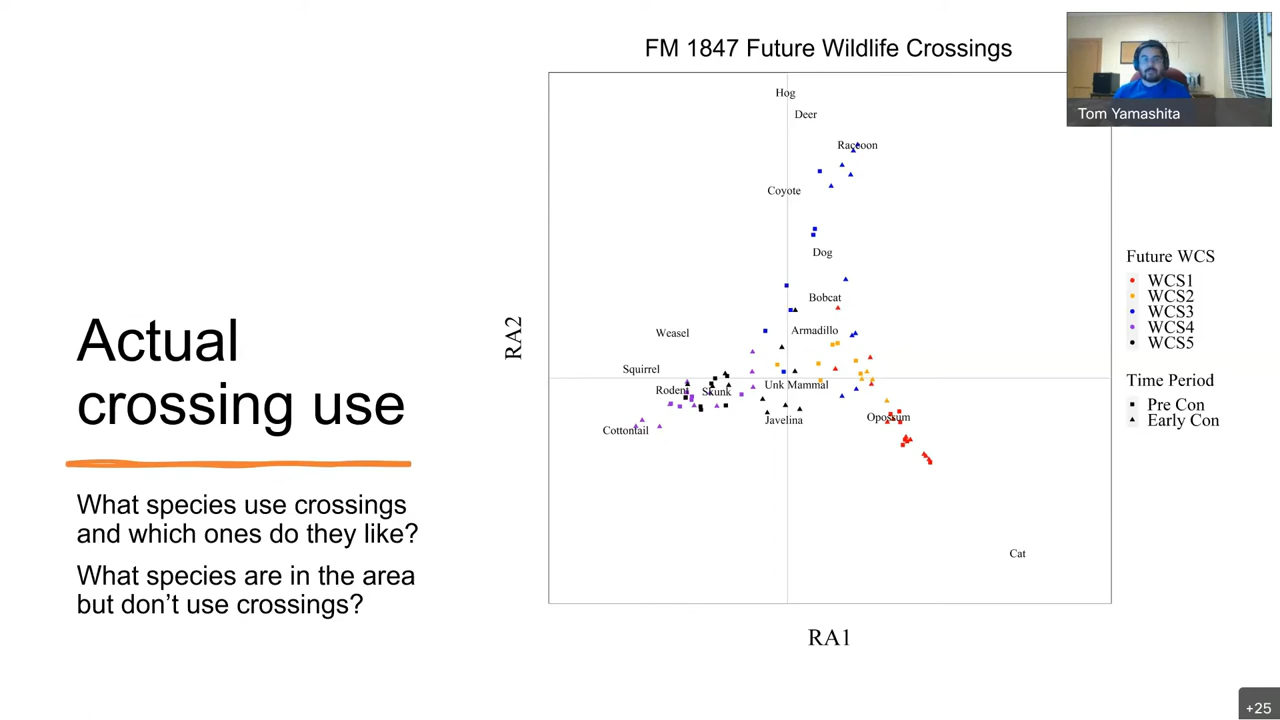 FM 1847 Future Wildlife Crossings
Tom Yamashita
Hog
Deer
Raccoon
Coyote
Dog
Bobcat
Armadillo
Weasel
Squirrel
Rodent
Skunk
Unk Mammal
Cottontail
Javelina
Opossum
Cat
RA2
RA1
Future WCS
WCS1
WCS2
WCS3
WCS4
WCS5
Time Period
Pre Con
Early Con
Actual
crossing use
What species use crossings
and which ones do they like?
What species are in the area
but don't use crossings?
+25